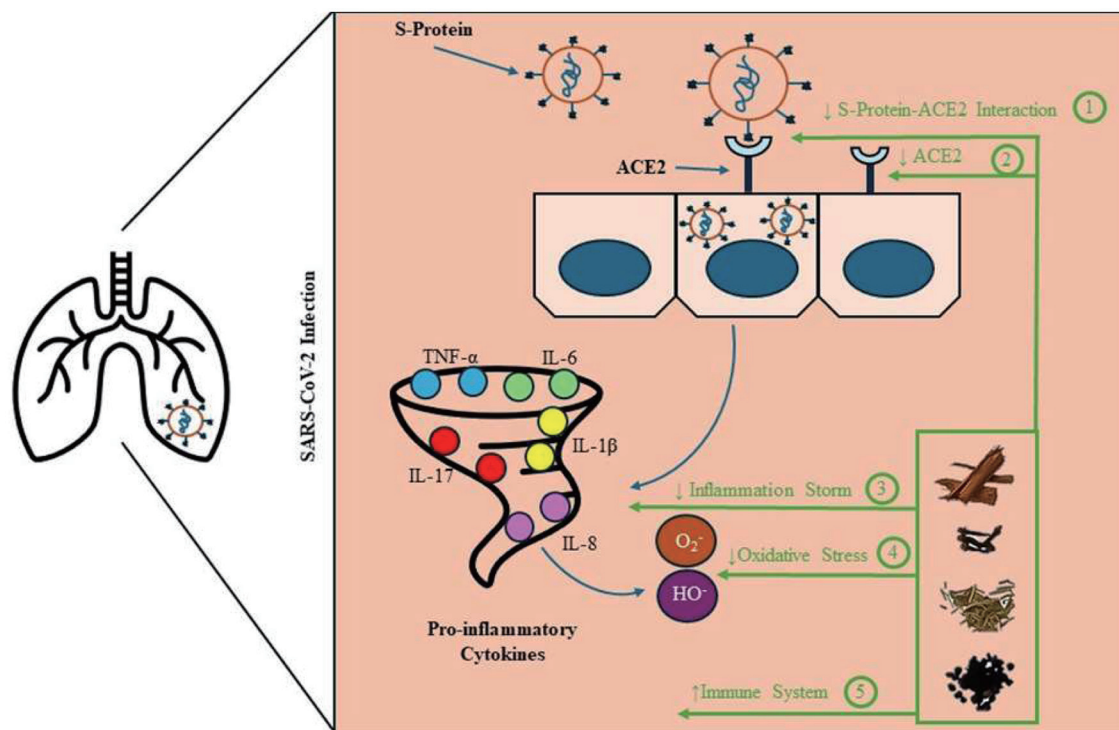 S-Protein
↓ S-Protein-ACE2 Interaction 1
↓ ACE2 2
ACE2
SARS-CoV-2 Infection
TNF-α
IL-6
IL-1β
IL-17
IL-8
↓ Inflammation Storm 3
O₂⁻
↓Oxidative Stress 4
HO⁻
Pro-inflammatory
Cytokines
↑Immune System 5